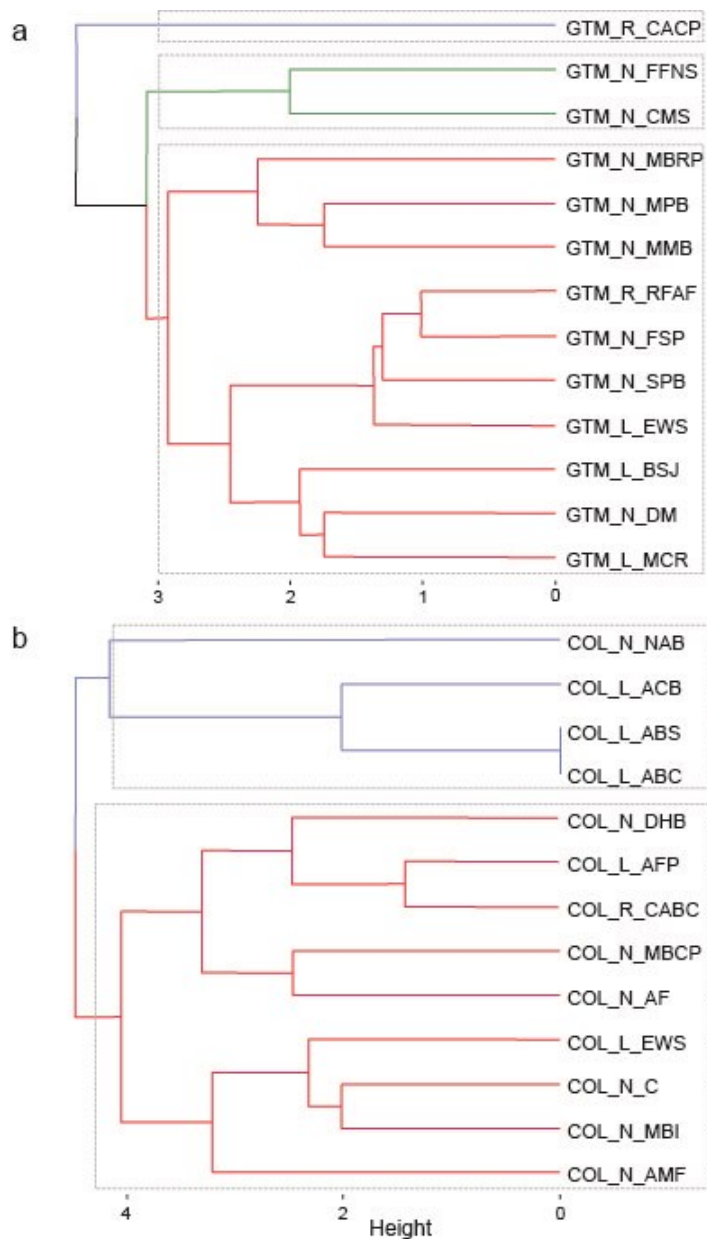 a
GTM_R_CACP
GTM_N_FFNS
GTM_N_CMS
GTM_N_MBRP
GTM_N_MPB
GTM_N_MMB
GTM_R_RFAF
GTM_N_FSP
GTM_N_SPB
GTM_L_EWS
GTM_L_BSJ
GTM_N_DM
GTM_L_MCR
3 2 1 0
b
COL_N_NAB
COL_L_ACB
COL_L_ABS
COL_L_ABC
COL_N_DHB
COL_L_AFP
COL_R_CABC
COL_N_MBCP
COL_N_AF
COL_L_EWS
COL_N_C
COL_N_MBI
COL_N_AMF
4 2 0
Height